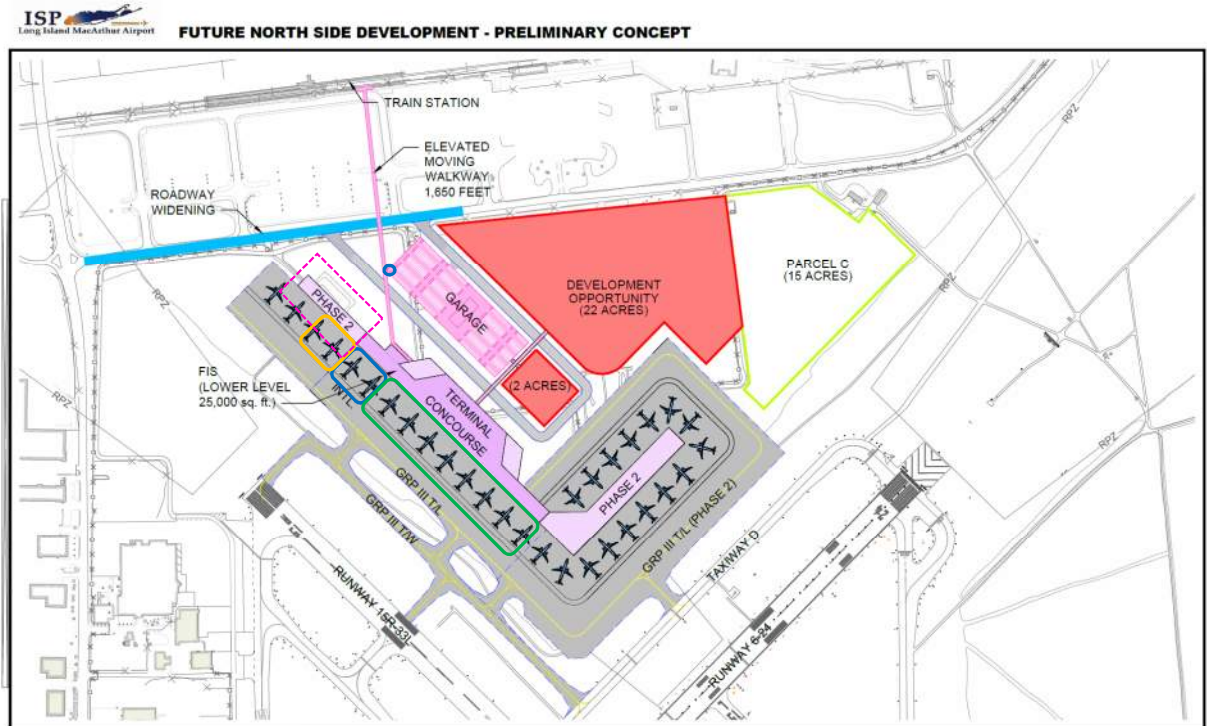 ISP
Long Island MacArthur Airport
FUTURE NORTH SIDE DEVELOPMENT - PRELIMINARY CONCEPT
TRAIN STATION
ELEVATED
MOVING
WALKWAY
1,650 FEET
ROADWAY
WIDENING
RPZ
RPZ
PARCEL C
(15 ACRES)
DEVELOPMENT
OPPORTUNITY
(22 ACRES)
RPZ
RPZ
PHASE 2
GARAGE
FIS
(LOWER LEVEL
25,000 sq. ft.)
(2 ACRES)
INTL.
RPZ
TERMINAL
CONCOURSE
RPZ
GRP III T/L
GRP III T/W
PHASE 2
GRP III T/L (PHASE 2)
TAXIWAY D
RUNWAY 15R-33L
RUNWAY 6-24